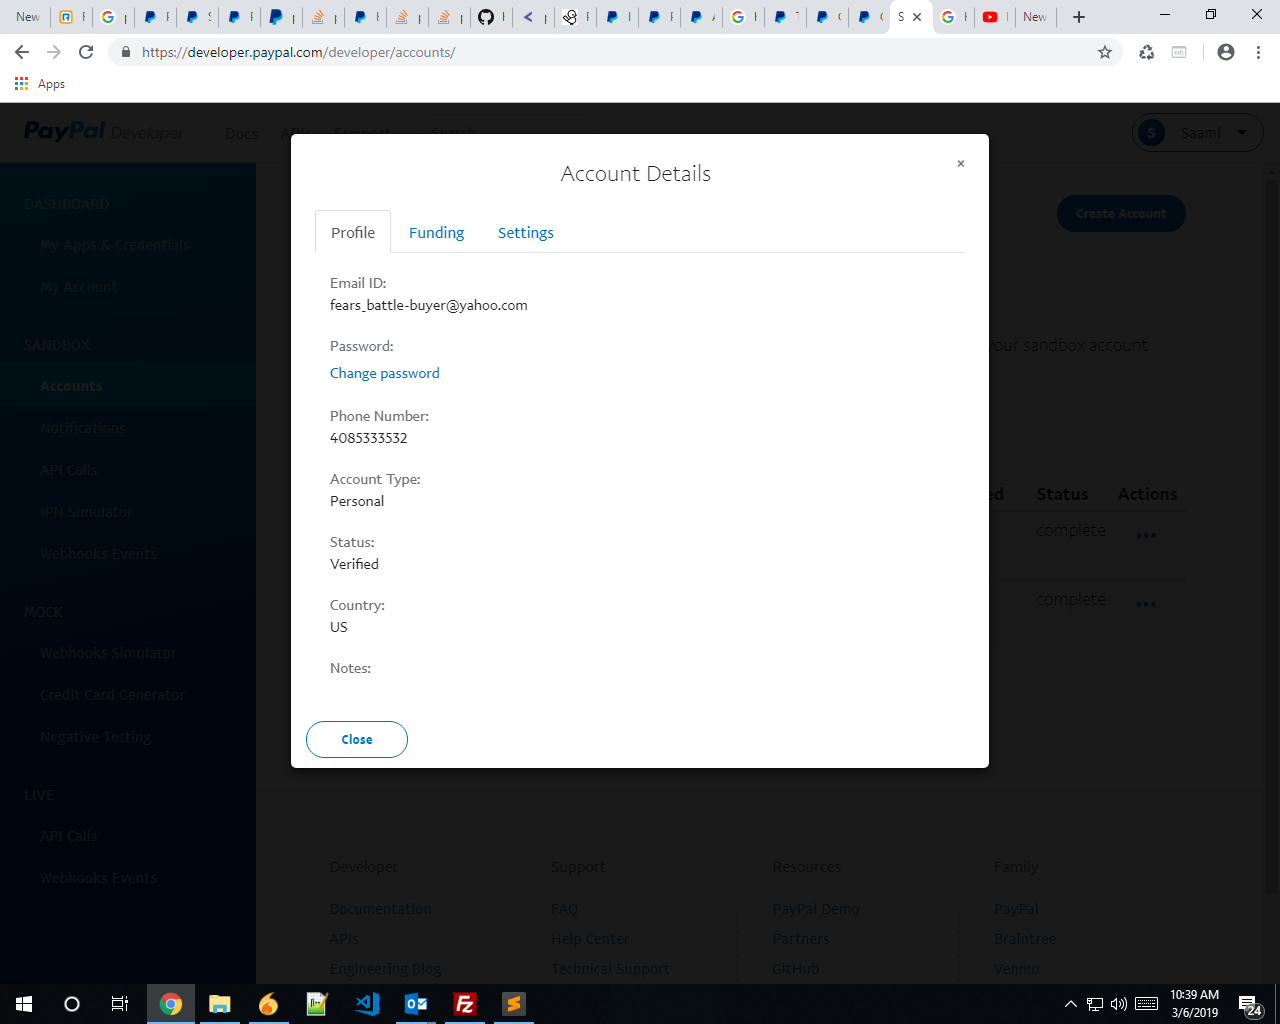 New
https://developer.paypal.com/developer/accounts/
Apps
PayPal Developer
Docs
APIs
Support
Search
S
Saaml
DASHBOARD
My Apps & Credentials
My Account
SANDBOX
Accounts
Notifications
API Calls
IPN Simulator
Webhooks Events
MOCK
Webhooks Simulator
Credit Card Generator
Negative Testing
LIVE
API Calls
Webhooks Events
Create Account
your sandbox account
Status
Actions
complete
complete
Account Details
×
Profile
Funding
Settings
Email ID:
fears_battle-buyer@yahoo.com
Password:
Change password
Phone Number:
4085333532
Account Type:
Personal
Status:
Verified
Country:
US
Notes:
Close
Developer
Support
Resources
Family
Documentation
FAQ
PayPal Demo
PayPal
APIs
Help Center
Partners
Braintree
Engineering Blog
Technical Support
GitHub
Venmo
10:39 AM
3/6/2019
24